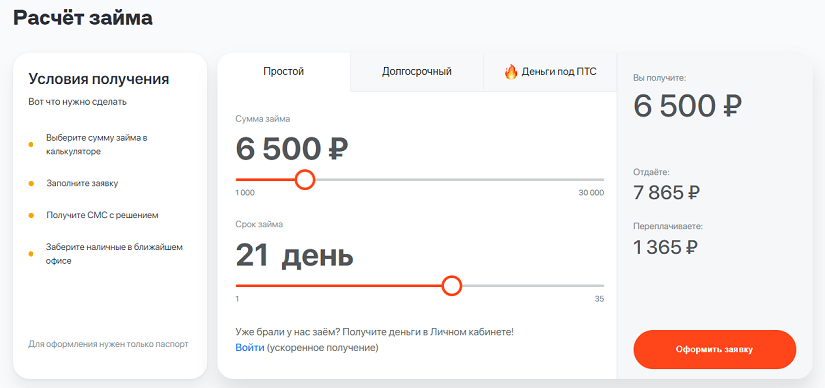 Расчёт займа
Условия получения
Вот что нужно сделать
Выберите сумму займа в
калькуляторе
Заполните заявку
Получите СМС с решением
Заберите наличные в ближайшем
офисе
Для оформления нужен только паспорт
Простой
Долгосрочный
Деньги под ПТС
Сумма займа
6 500 ₽
1 000
30 000
Срок займа
21 день
1
35
Уже брали у нас заём? Получите деньги в Личном кабинете!
Войти (ускоренное получение)
Вы получите:
6 500 ₽
Отдаёте:
7 865 ₽
Переплачиваете:
1 365 ₽
Оформить заявку